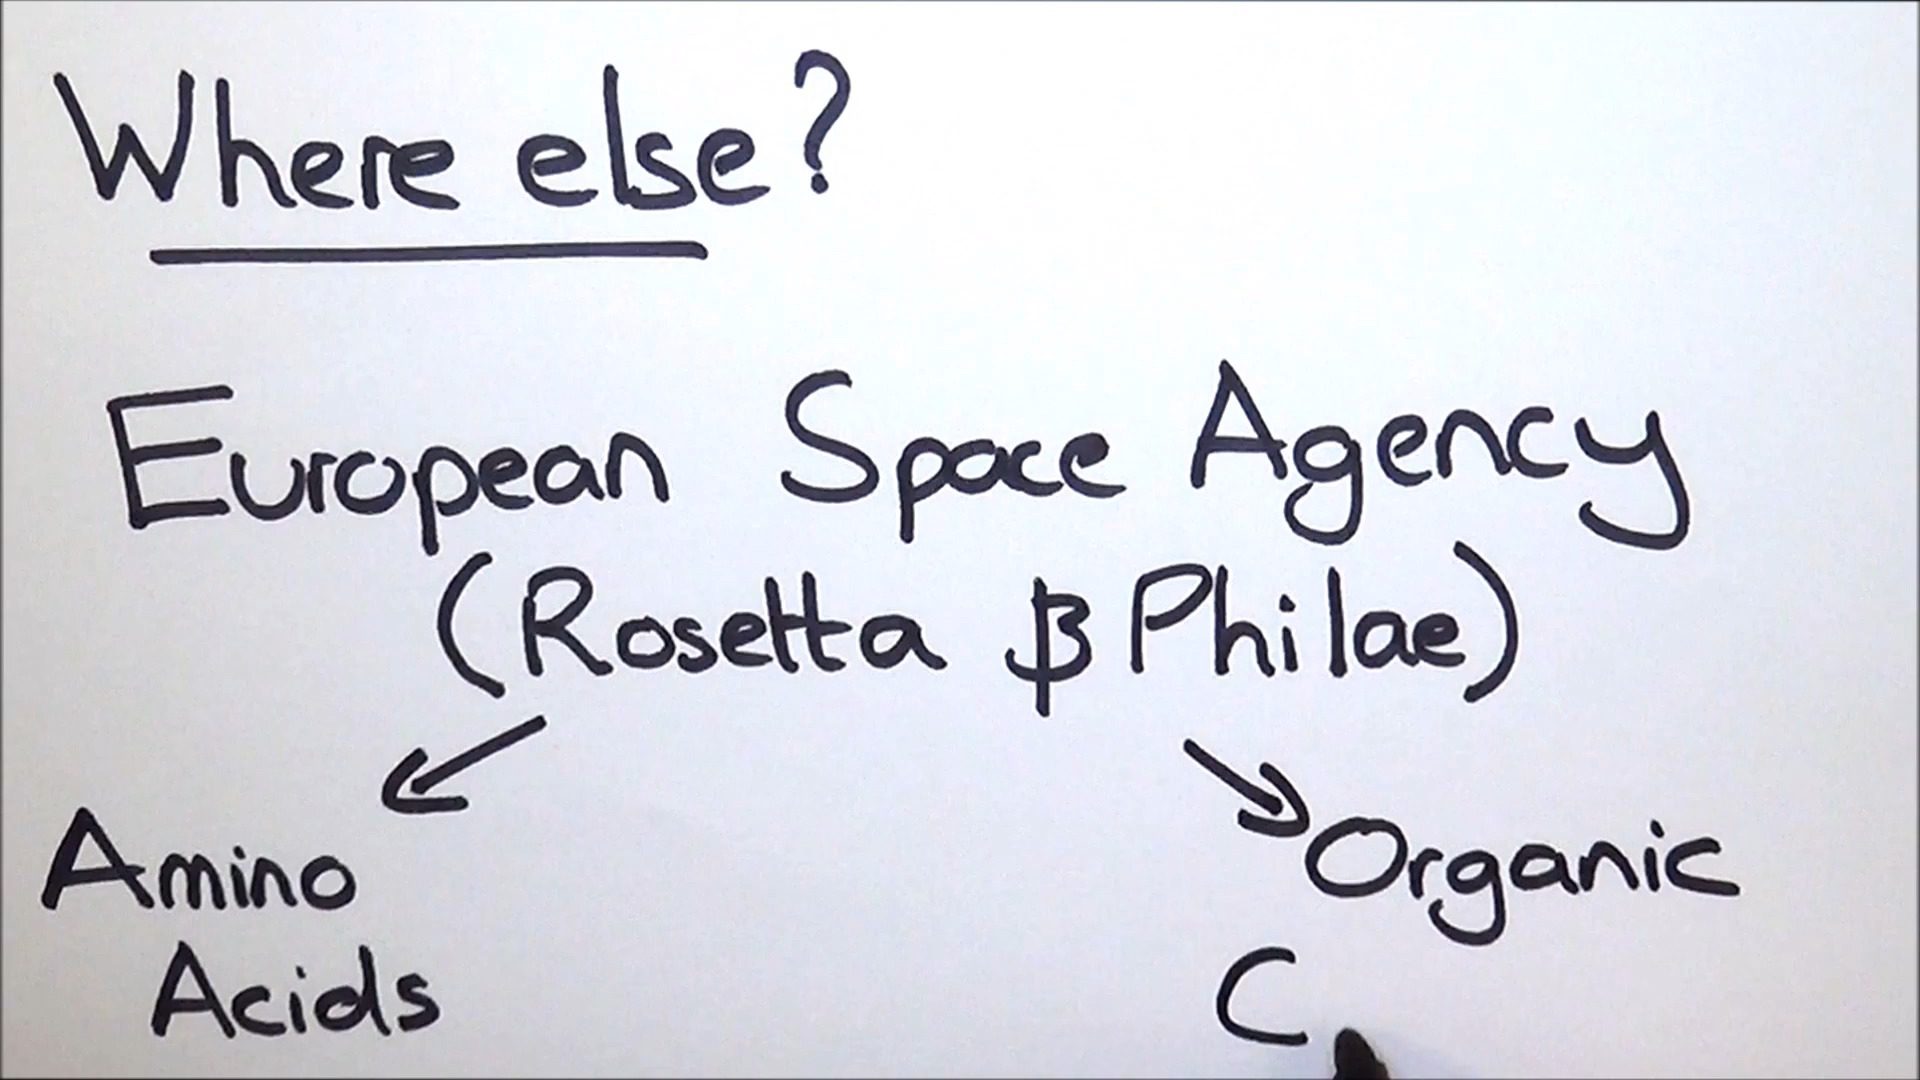 Where else?
European Space Agency
(Rosetta & Philae)
Amino
Organic
Acids
C